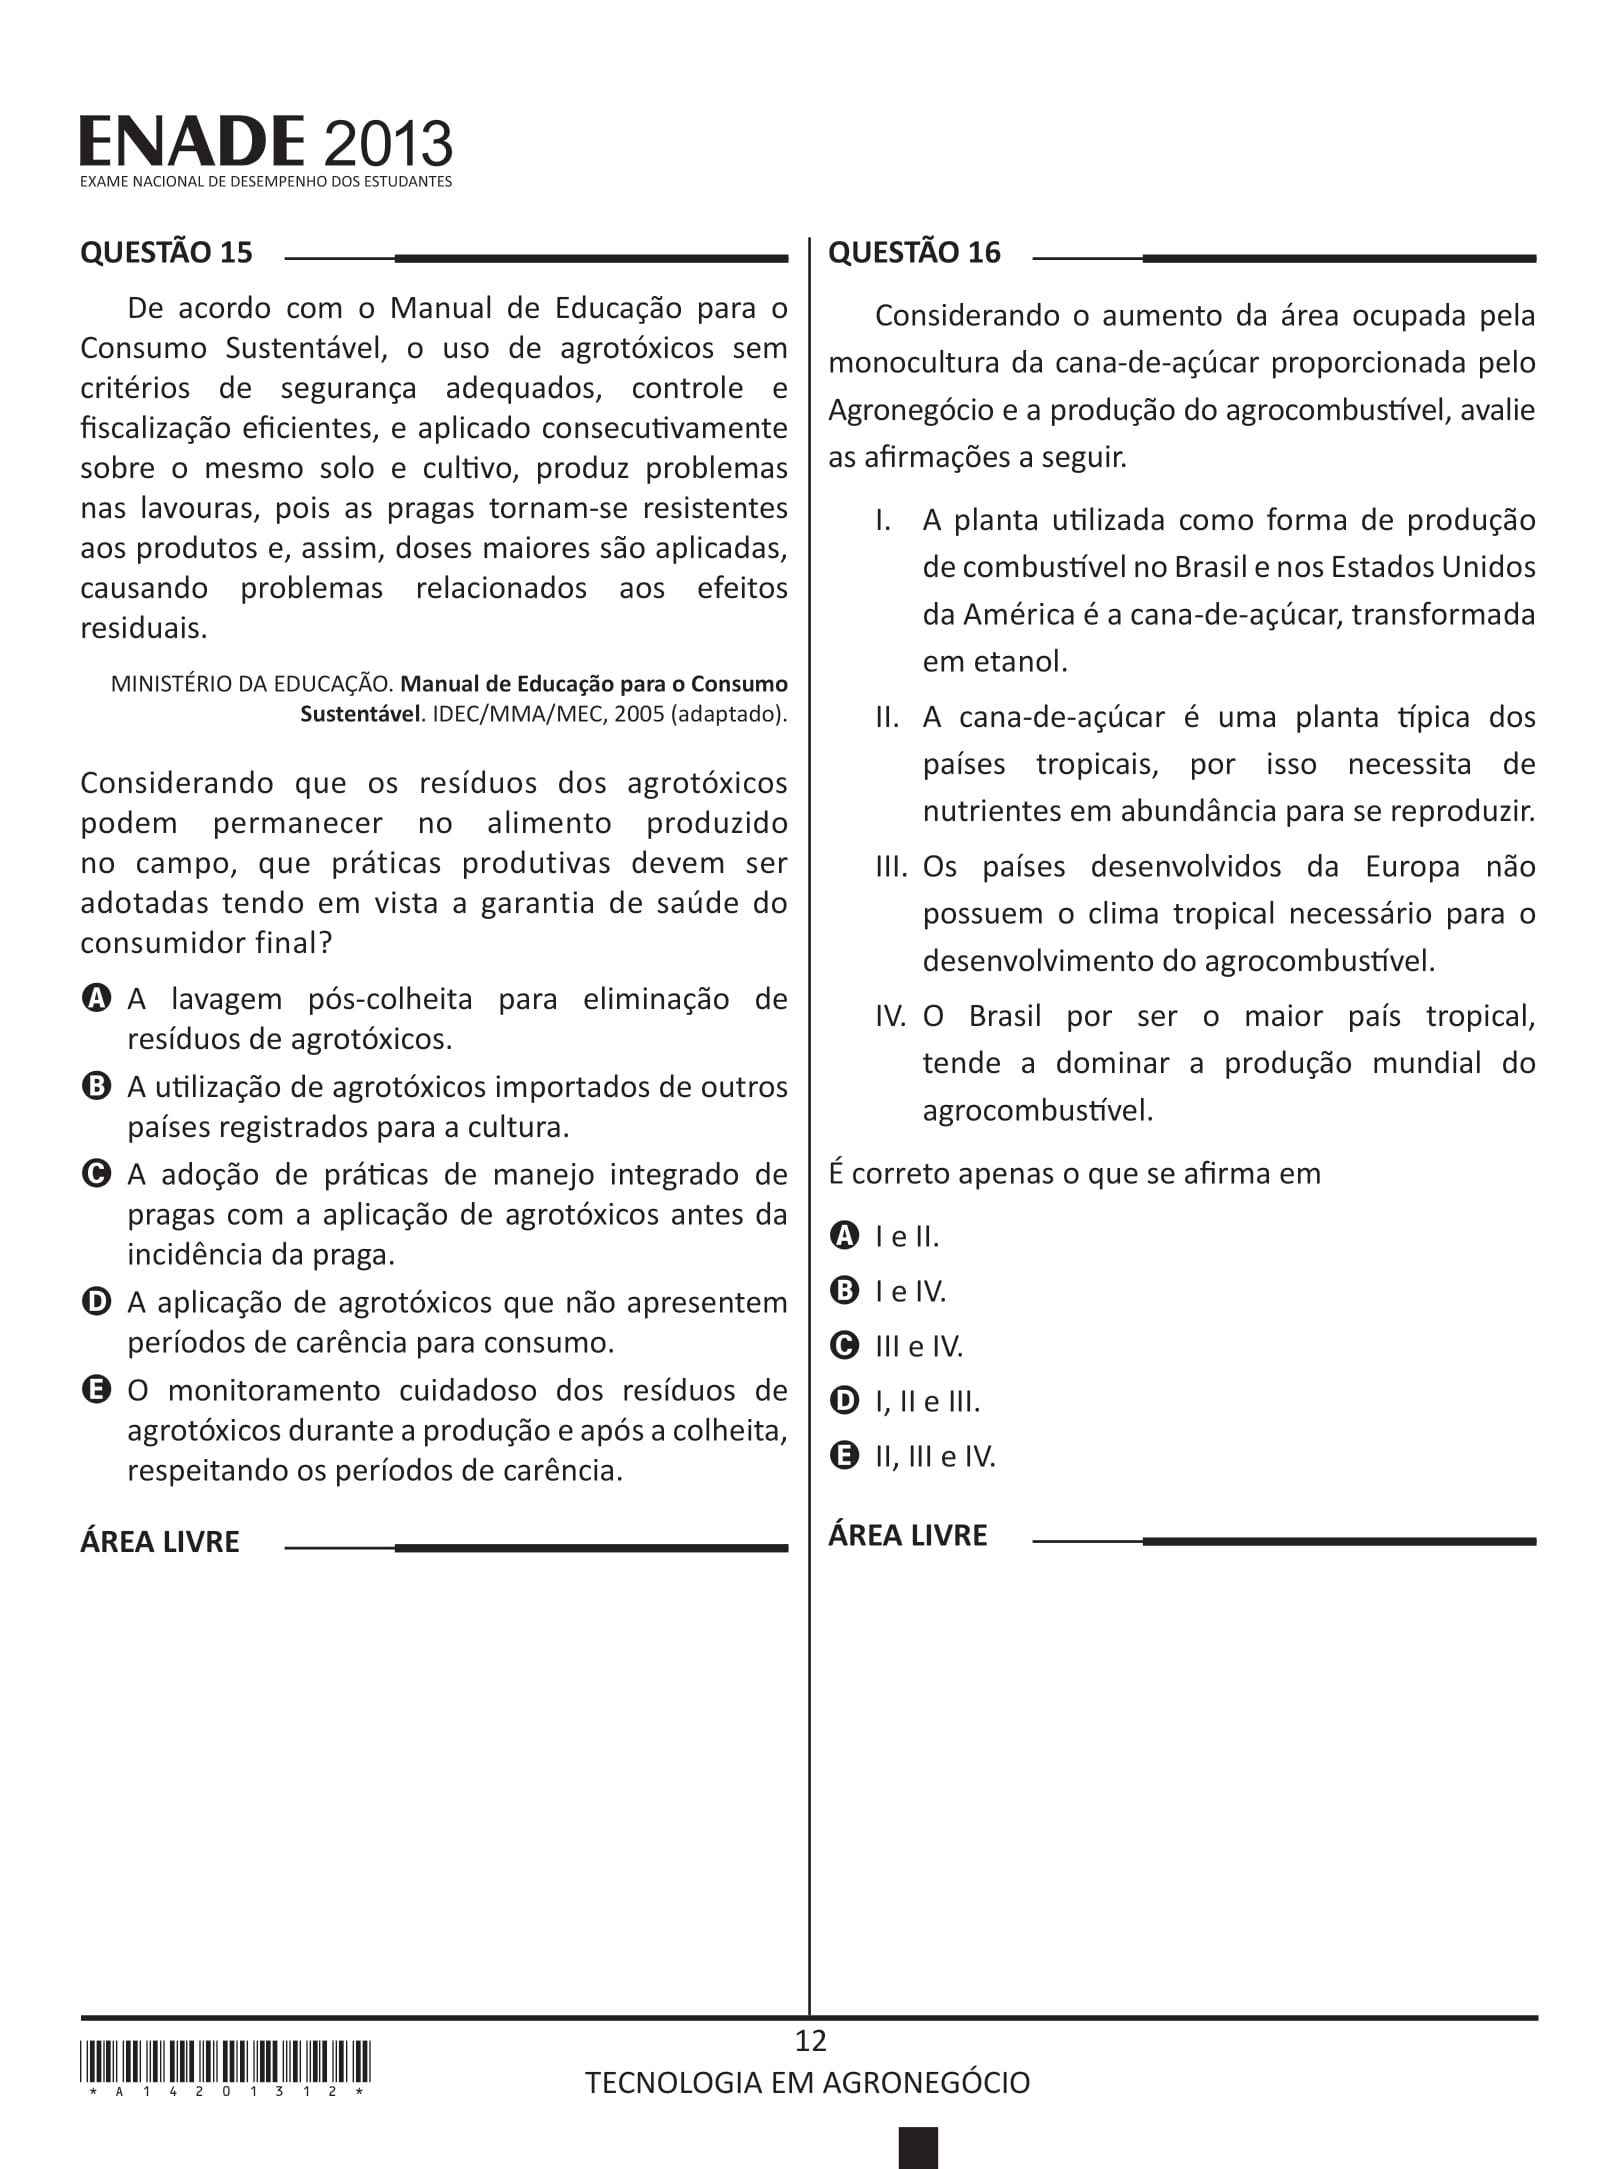 ENADE 2013
EXAME NACIONAL DE DESEMPENHO DOS ESTUDANTES
QUESTÃO 15
De acordo com o Manual de Educação para o
Consumo Sustentável, o uso de agrotóxicos sem
critérios de segurança adequados, controle e
fiscalização eficientes, e aplicado consecutivamente
sobre o mesmo solo e cultivo, produz problemas
nas lavouras, pois as pragas tornam-se resistentes
aos produtos e, assim, doses maiores são aplicadas,
causando problemas relacionados aos efeitos
residuais.
MINISTÉRIO DA EDUCAÇÃO. Manual de Educação para o Consumo
Sustentável. IDEC/MMA/MEC, 2005 (adaptado).
Considerando que os resíduos dos agrotóxicos
podem permanecer no alimento produzido
no campo, que práticas produtivas devem ser
adotadas tendo em vista a garantia de saúde do
consumidor final?
A A lavagem pós-colheita para eliminação de
resíduos de agrotóxicos.
B A utilização de agrotóxicos importados de outros
países registrados para a cultura.
C A adoção de práticas de manejo integrado de
pragas com a aplicação de agrotóxicos antes da
incidência da praga.
D A aplicação de agrotóxicos que não apresentem
períodos de carência para consumo.
E O monitoramento cuidadoso dos resíduos de
agrotóxicos durante a produção e após a colheita,
respeitando os períodos de carência.
ÁREA LIVRE
QUESTÃO 16
Considerando o aumento da área ocupada pela
monocultura da cana-de-açúcar proporcionada pelo
Agronegócio e a produção do agrocombustível, avalie
as afirmações a seguir.
I. A planta utilizada como forma de produção
de combustível no Brasil e nos Estados Unidos
da América é a cana-de-açúcar, transformada
em etanol.
II. A cana-de-açúcar é uma planta típica dos
países tropicais, por isso necessita de
nutrientes em abundância para se reproduzir.
III. Os países desenvolvidos da Europa não
possuem o clima tropical necessário para o
desenvolvimento do agrocombustível.
IV. O Brasil por ser o maior país tropical,
tende a dominar a produção mundial do
agrocombustível.
É correto apenas o que se afirma em
A I e II.
B I e IV.
C III e IV.
D I, II e III.
E II, III e IV.
ÁREA LIVRE
*A14201312*
12
TECNOLOGIA EM AGRONEGÓCIO